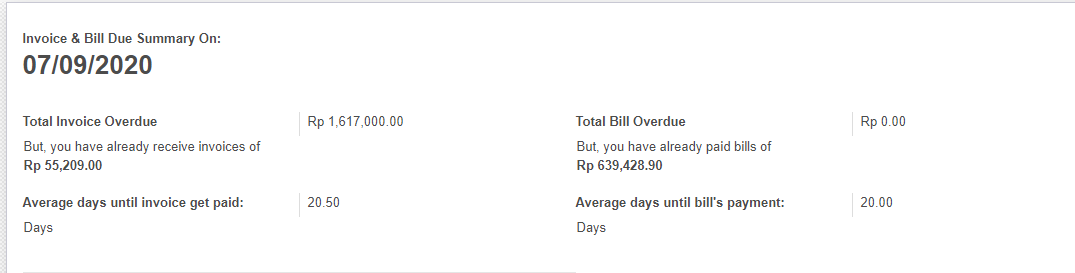 Invoice & Bill Due Summary On:
07/09/2020
Total Invoice Overdue Rp 1,617,000.00
But, you have already receive invoices of
Rp 55,209.00
Average days until invoice get paid: 20.50
Days
Total Bill Overdue Rp 0.00
But, you have already paid bills of
Rp 639,428.90
Average days until bill's payment: 20.00
Days